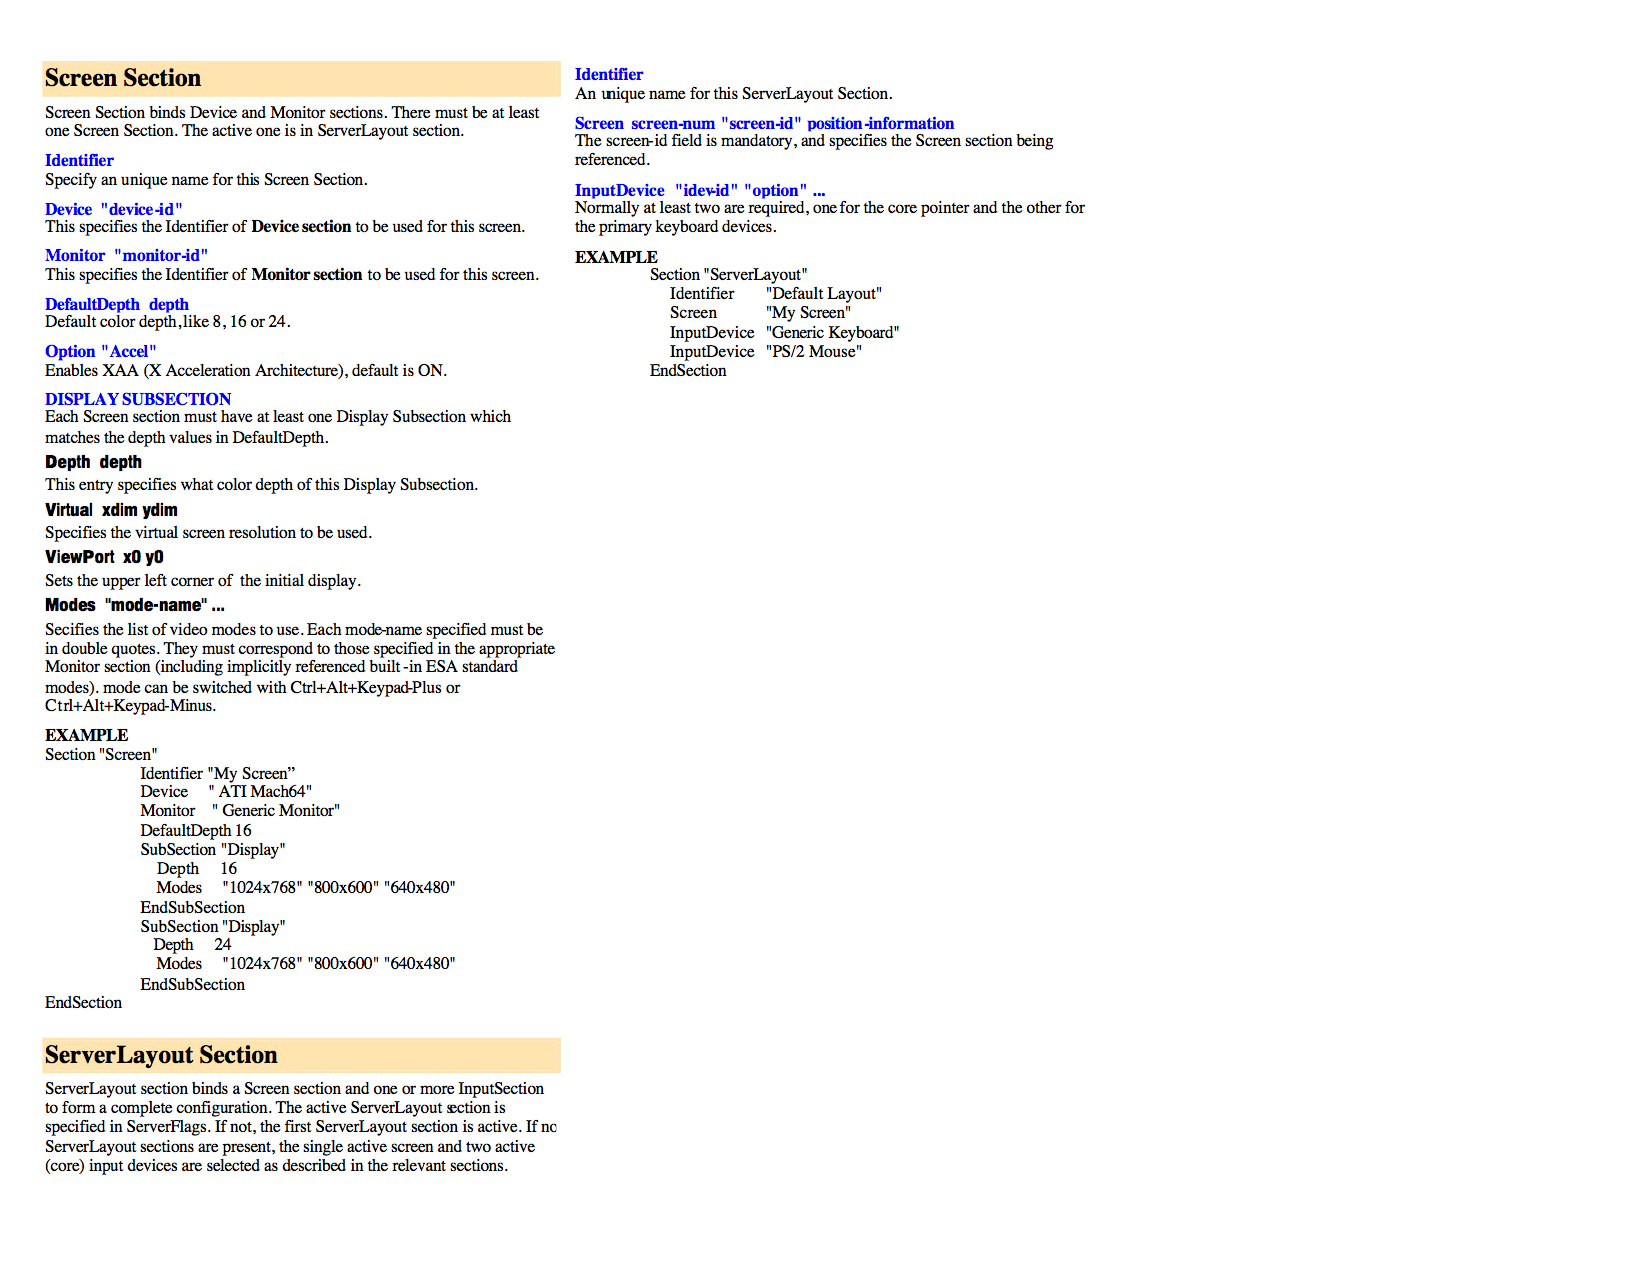 Screen Section
Screen Section binds Device and Monitor sections. There must be at least
one Screen Section. The active one is in ServerLayout section.
Identifier
Specify an unique name for this Screen Section.
Device "device-id"
This specifies the Identifier of Device section to be used for this screen.
Monitor "monitor-id"
This specifies the Identifier of Monitor section to be used for this screen.
DefaultDepth depth
Default color depth, like 8, 16 or 24.
Option "Accel"
Enables XAA (X Acceleration Architecture), default is ON.
DISPLAY SUBSECTION
Each Screen section must have at least one Display Subsection which
matches the depth values in DefaultDepth.
Depth depth
This entry specifies what color depth of this Display Subsection.
Virtual xdim ydim
Specifies the virtual screen resolution to be used.
ViewPort x0 y0
Sets the upper left corner of the initial display.
Modes "mode-name" ...
Secifies the list of video modes to use. Each mode-name specified must be
in double quotes. They must correspond to those specified in the appropriate
Monitor section (including implicitly referenced built-in ESA standard
modes). mode can be switched with Ctrl+Alt+Keypad-Plus or
Ctrl+Alt+Keypad-Minus.
EXAMPLE
Section "Screen"
Identifier "My Screen”
Device " ATI Mach64"
Monitor " Generic Monitor"
DefaultDepth 16
SubSection "Display"
Depth 16
Modes "1024x768" "800x600" "640x480"
EndSubSection
SubSection "Display"
Depth 24
Modes "1024x768" "800x600" "640x480"
EndSubSection
EndSection
ServerLayout Section
ServerLayout section binds a Screen section and one or more InputSection
to form a complete configuration. The active ServerLayout section is
specified in ServerFlags. If not, the first ServerLayout section is active. If no
ServerLayout sections are present, the single active screen and two active
(core) input devices are selected as described in the relevant sections.
Identifier
An unique name for this ServerLayout Section.
Screen screen-num "screen-id" position-information
The screen-id field is mandatory, and specifies the Screen section being
referenced.
InputDevice "idev-id" "option" ...
Normally at least two are required, one for the core pointer and the other for
the primary keyboard devices.
EXAMPLE
Section "ServerLayout"
Identifier "Default Layout"
Screen "My Screen"
InputDevice "Generic Keyboard"
InputDevice "PS/2 Mouse"
EndSection